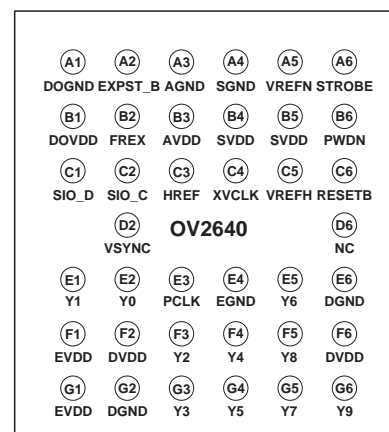 A1 A2 A3 A4 A5 A6
DOGND EXPST_B AGND SGND VREFN STROBE
B1 B2 B3 B4 B5 B6
DOVDD FREX AVDD SVDD SVDD PWDN
C1 C2 C3 C4 C5 C6
SIO_D SIO_C HREF XVCLK VREFH RESETB
D2 OV2640 D6
VSYNC NC
E1 E2 E3 E4 E5 E6
Y1 Y0 PCLK EGND Y6 DGND
F1 F2 F3 F4 F5 F6
EVDD DVDD Y2 Y4 Y8 DVDD
G1 G2 G3 G4 G5 G6
EVDD DGND Y3 Y5 Y7 Y9